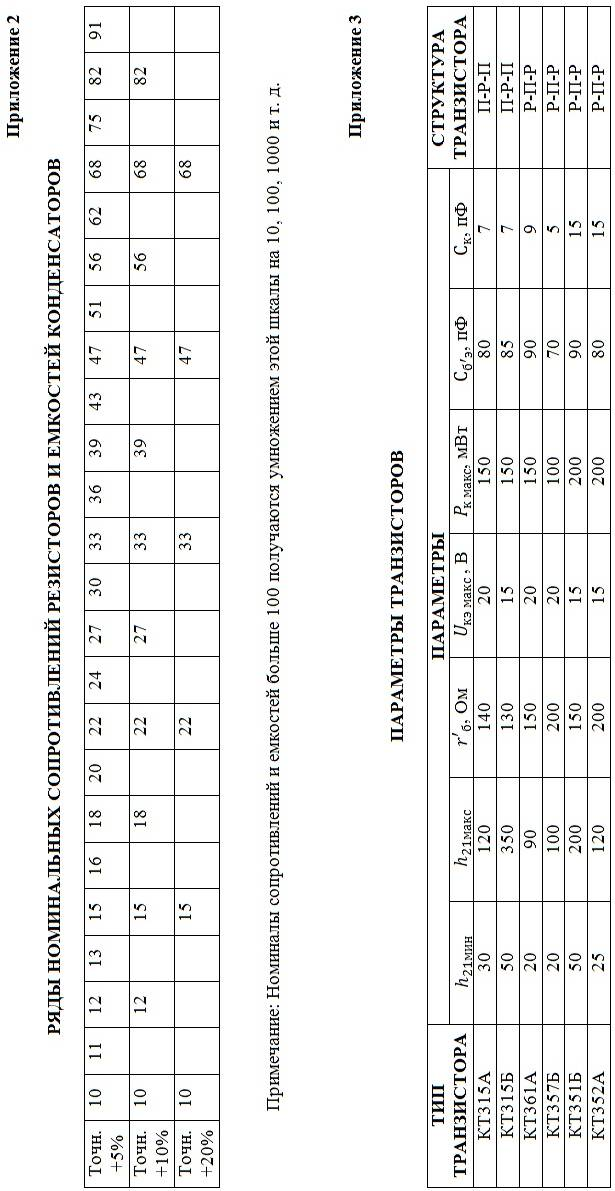 Приложение 2
РЯДЫ НОМИНАЛЬНЫХ СОПРОТИВЛЕНИЙ РЕЗИСТОРОВ И ЕМКОСТЕЙ КОНДЕНСАТОРОВ
Точн. +5% 10 11 12 13 15 16 18 20 22 24 27 30 33 36 39 43 47 51 56 62 68 75 82 91
Точн. +10% 10 12 15 18 22 27 33 39 47 56 68 82
Точн. +20% 10 15 22 33 47 68
Примечание: Номиналы сопротивлений и емкостей больше 100 получаются умножением этой шкалы на 10, 100, 1000 и т. д.
Приложение 3
ПАРАМЕТРЫ ТРАНЗИСТОРОВ
ТИП ТРАНЗИСТОРА ПАРАМЕТРЫ СТРУКТУРА ТРАНЗИСТОРА
h21мин h21макс r′б, Ом Uкэ макс, В Pк макс, мВт Cб′э, пФ Cк, пФ
КТ315А 30 120 140 20 150 80 7 П-Р-П
КТ315Б 50 350 130 15 150 85 7 П-Р-П
КТ361А 20 90 150 20 150 90 9 Р-П-Р
КТ357Б 20 100 200 20 100 70 5 Р-П-Р
КТ351Б 50 200 150 15 200 90 15 Р-П-Р
КТ352А 25 120 200 15 200 80 15 Р-П-Р